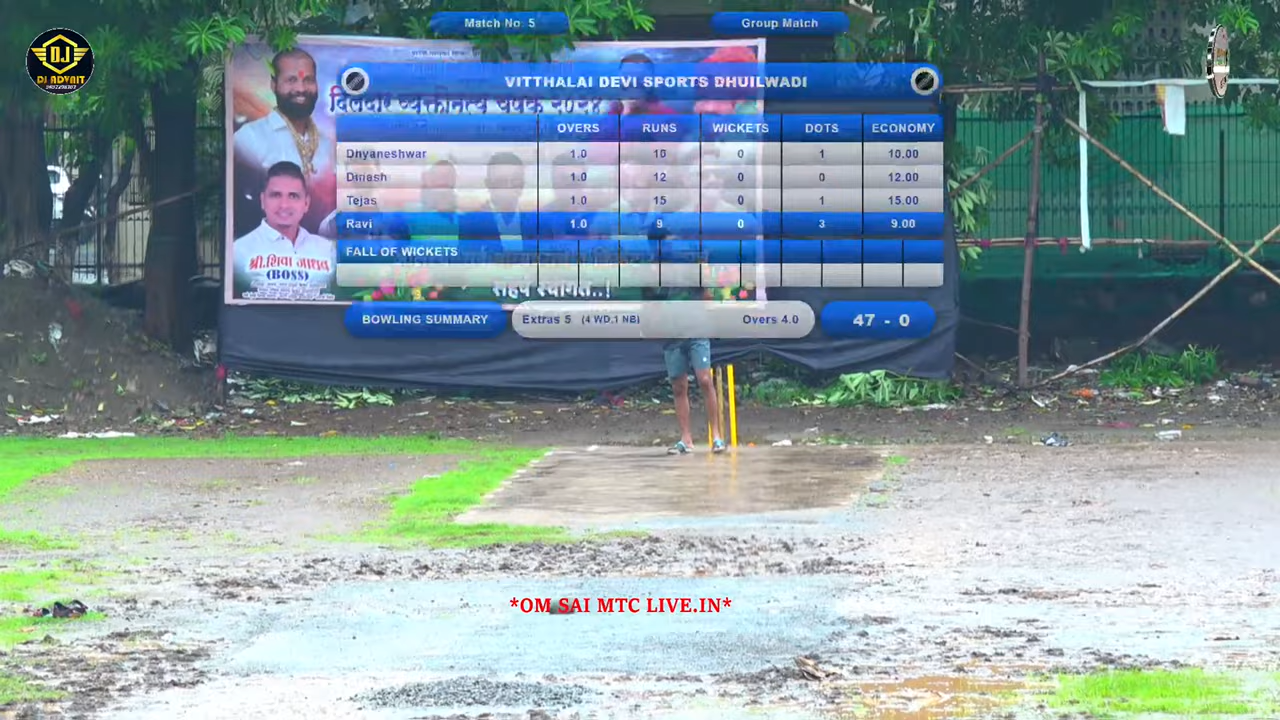 Match No. 5
Group Match
DJ
DJ ADVAIT
VITTHALAI DEVI SPORTS DHUILWADI
OVERS RUNS WICKETS DOTS ECONOMY
Dnyaneshwar 1.0 10 0 1 10.00
Dinash 1.0 12 0 0 12.00
Tejas 1.0 15 0 1 15.00
Ravi 1.0 9 0 3 9.00
FALL OF WICKETS
श्री.शिवा जाधव
(BOSS)
सहर्ष स्वागत..!
BOWLING SUMMARY Extras 5 (4 WD,1 NB) Overs 4.0 47 - 0
*OM SAI MTC LIVE.IN*